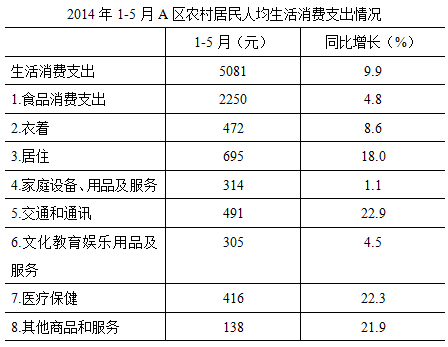 2014 年 1-5 月 A 区农村居民人均生活消费支出情况
1-5 月（元） 同比增长（%）
生活消费支出 5081 9.9
1.食品消费支出 2250 4.8
2.衣着 472 8.6
3.居住 695 18.0
4.家庭设备、用品及服务 314 1.1
5.交通和通讯 491 22.9
6.文化教育娱乐用品及
服务 305 4.5
7.医疗保健 416 22.3
8.其他商品和服务 138 21.9